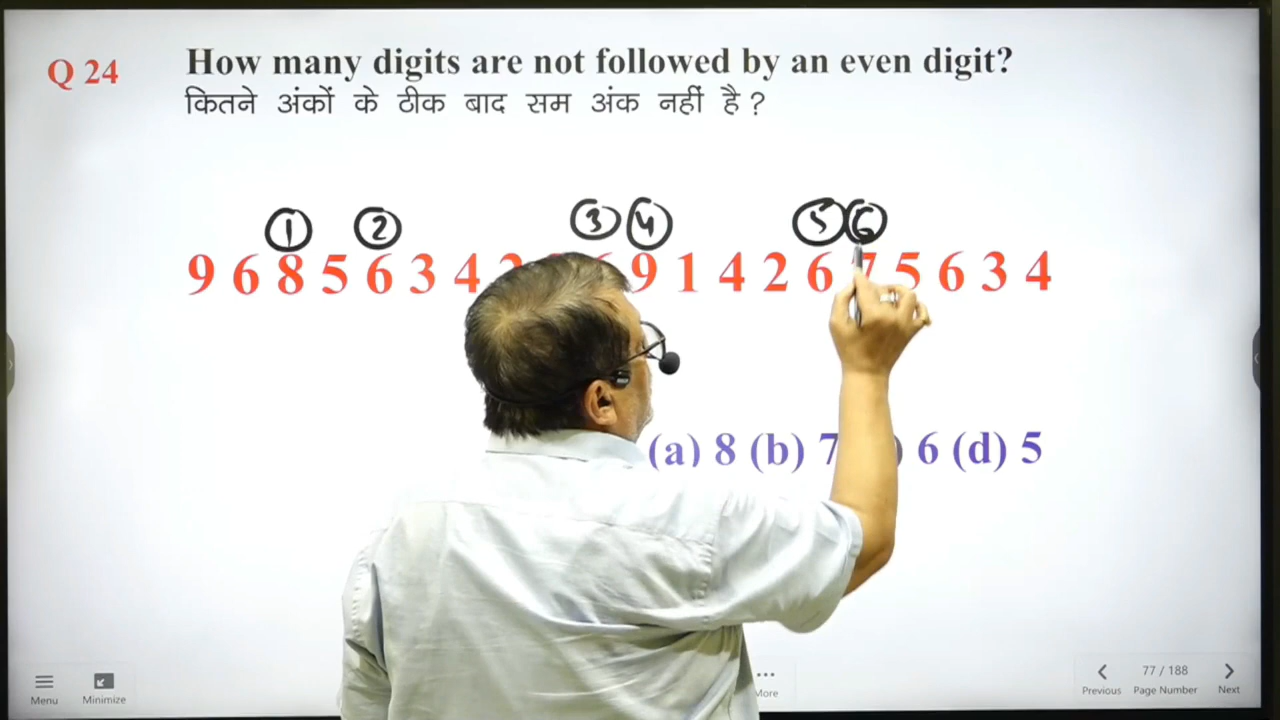 Q 24 How many digits are not followed by an even digit?
कितने अंकों के ठीक बाद सम अंक नहीं है ?
1 2 3 4 5 6
9 6 8 5 6 3 4 9 1 4 2 6 7 5 6 3 4
(a) 8 (b) 7 6 (d) 5
Menu Minimize More Previous 77 / 188 Next